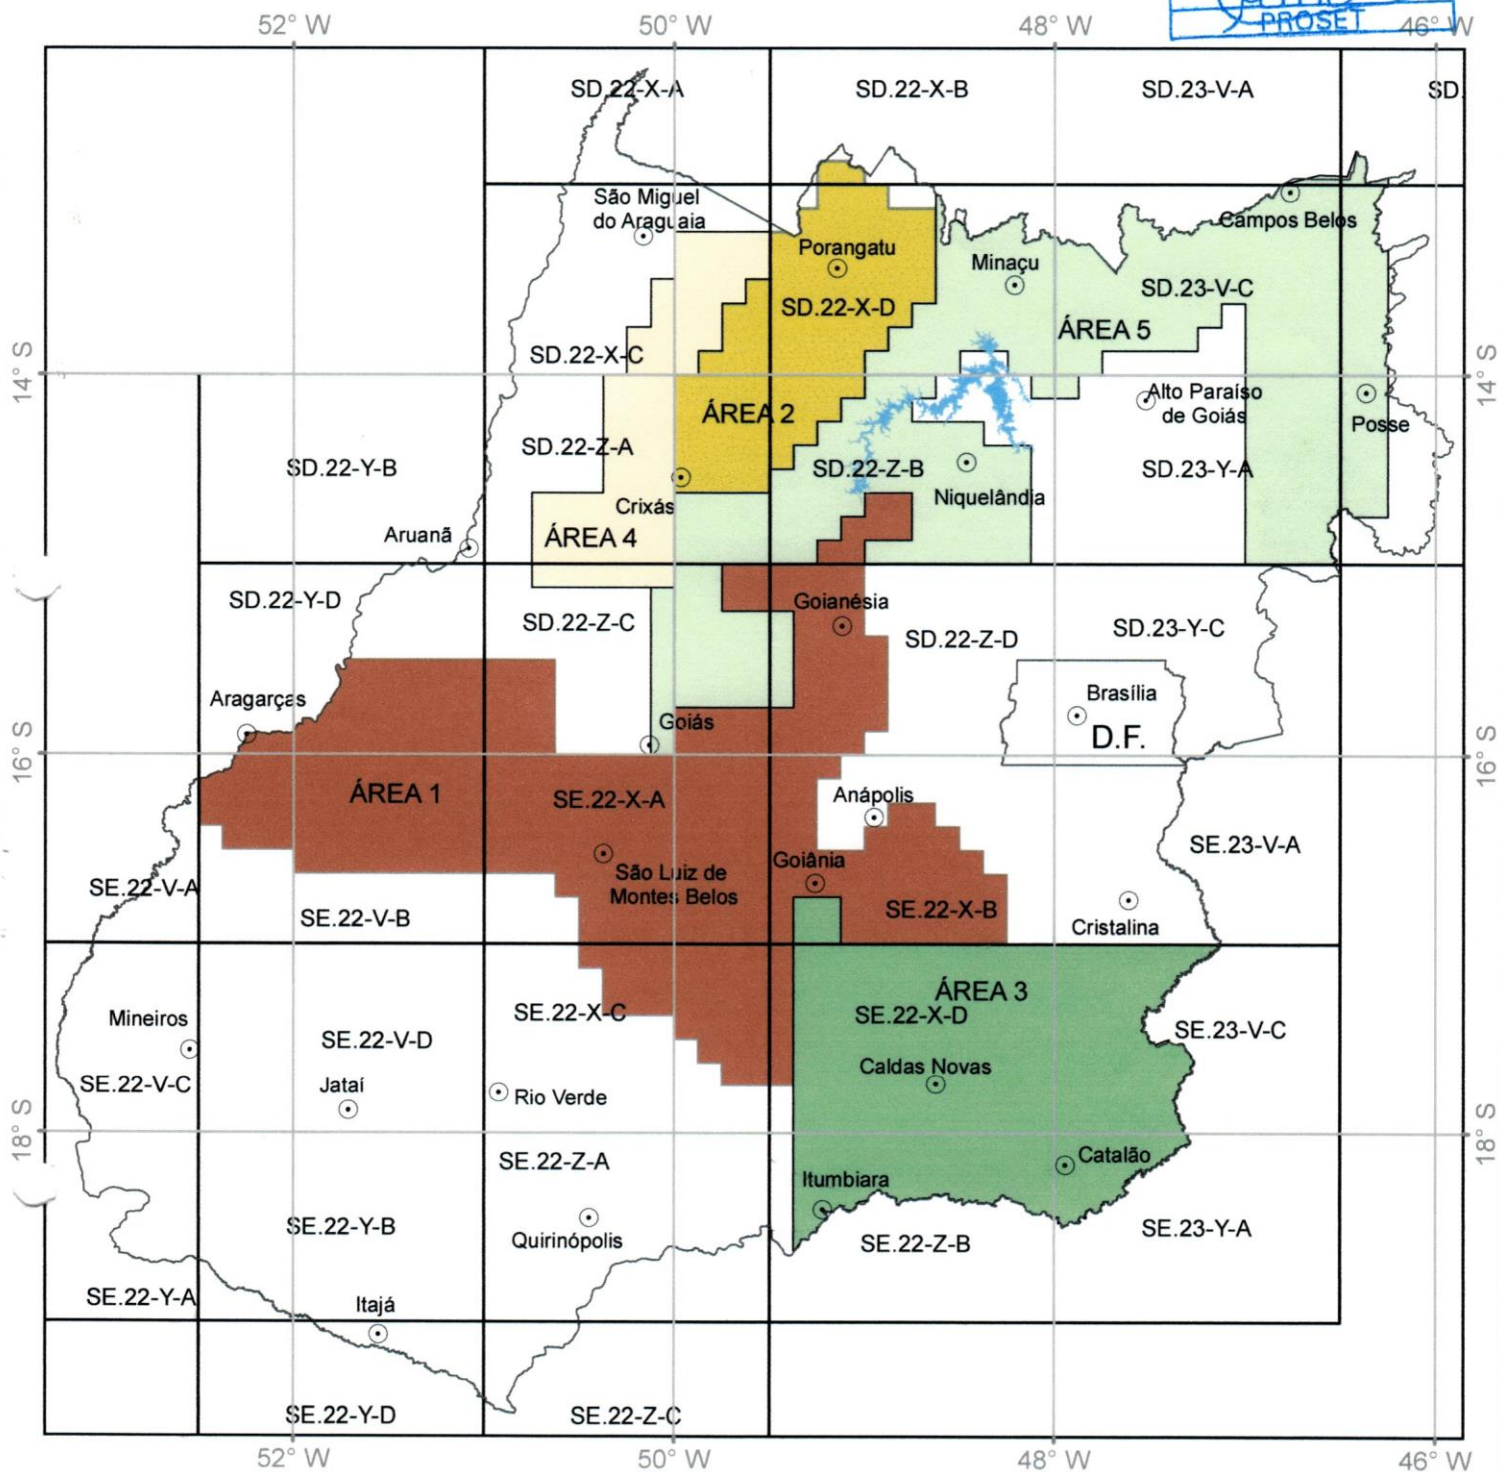 PROSET
52° W
50° W
48° W
46° W
SD.22-X-A
SD.22-X-B
SD.23-V-A
SD.
São Miguel
do Araguaia
Campos Belos
Porangatu
Minaçu
SD.23-V-C
SD.22-X-D
ÁREA 5
SD.22-X-C
14° S
14° S
Alto Paraíso
de Goiás
ÁREA 2
Posse
SD.22-Z-A
SD.22-Y-B
SD.22-Z-B
SD.23-Y-A
Niquelândia
Crixás
Aruanã
ÁREA 4
SD.22-Y-D
Goianésia
SD.22-Z-C
SD.22-Z-D
SD.23-Y-C
Aragarças
Brasília
Goiás
D.F.
16° S
16° S
ÁREA 1
SE.22-X-A
Anápolis
SE.23-V-A
Goiânia
São Luiz de
Montes Belos
SE.22-V-A
SE.22-V-B
SE.22-X-B
Cristalina
ÁREA 3
Mineiros
SE.22-X-C
SE.22-X-D
SE.23-V-C
SE.22-V-D
Caldas Novas
SE.22-V-C
Jataí
Rio Verde
18° S
18° S
SE.22-Z-A
Catalão
Itumbiara
SE.22-Y-B
SE.23-Y-A
Quirinópolis
SE.22-Z-B
SE.22-Y-A
Itajá
SE.22-Y-D
SE.22-Z-C
52° W
50° W
48° W
46° W